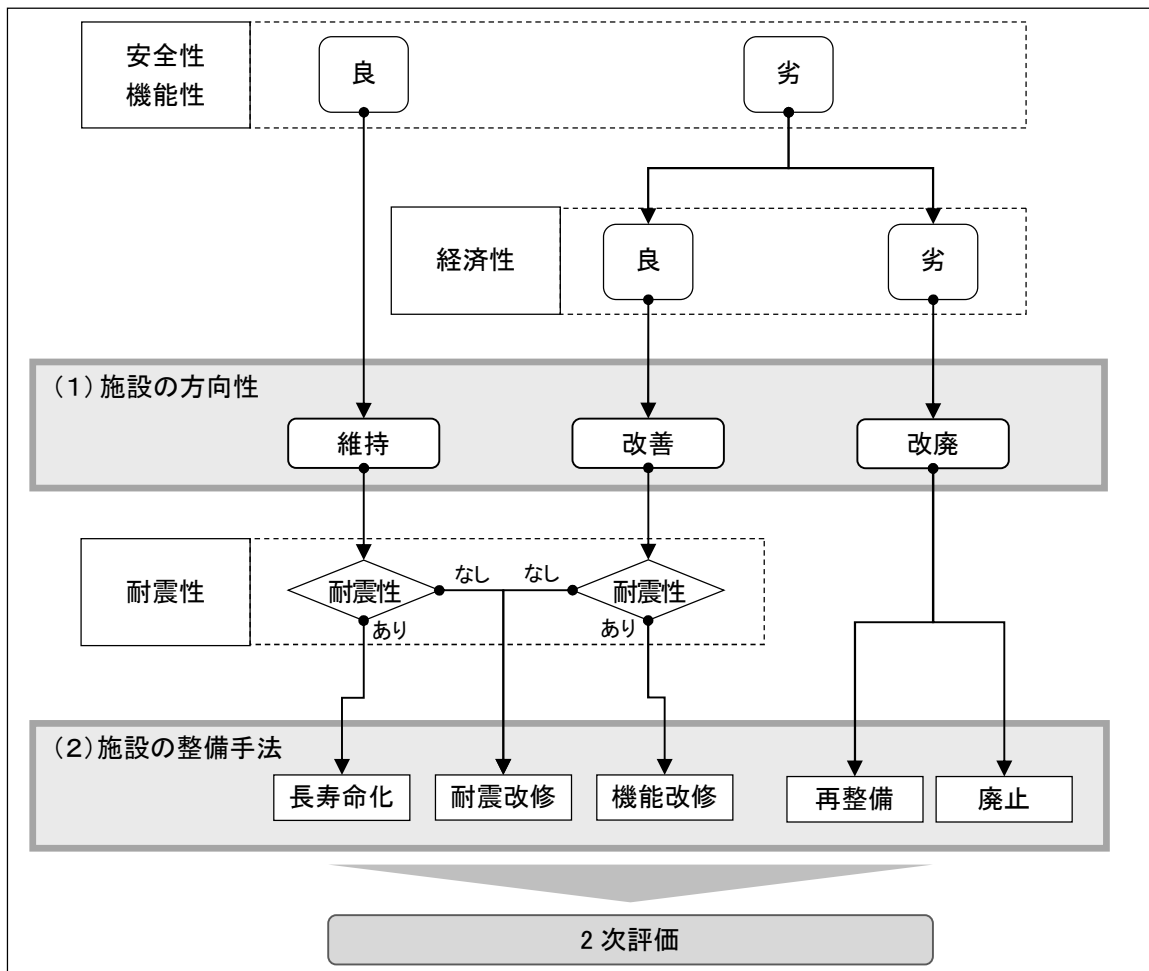 安全性
機能性
良
劣
経済性
良
劣
（１）施設の方向性
維持
改善
改廃
耐震性
耐震性
なし
なし
耐震性
あり
あり
（２）施設の整備手法
長寿命化
耐震改修
機能改修
再整備
廃止
２次評価